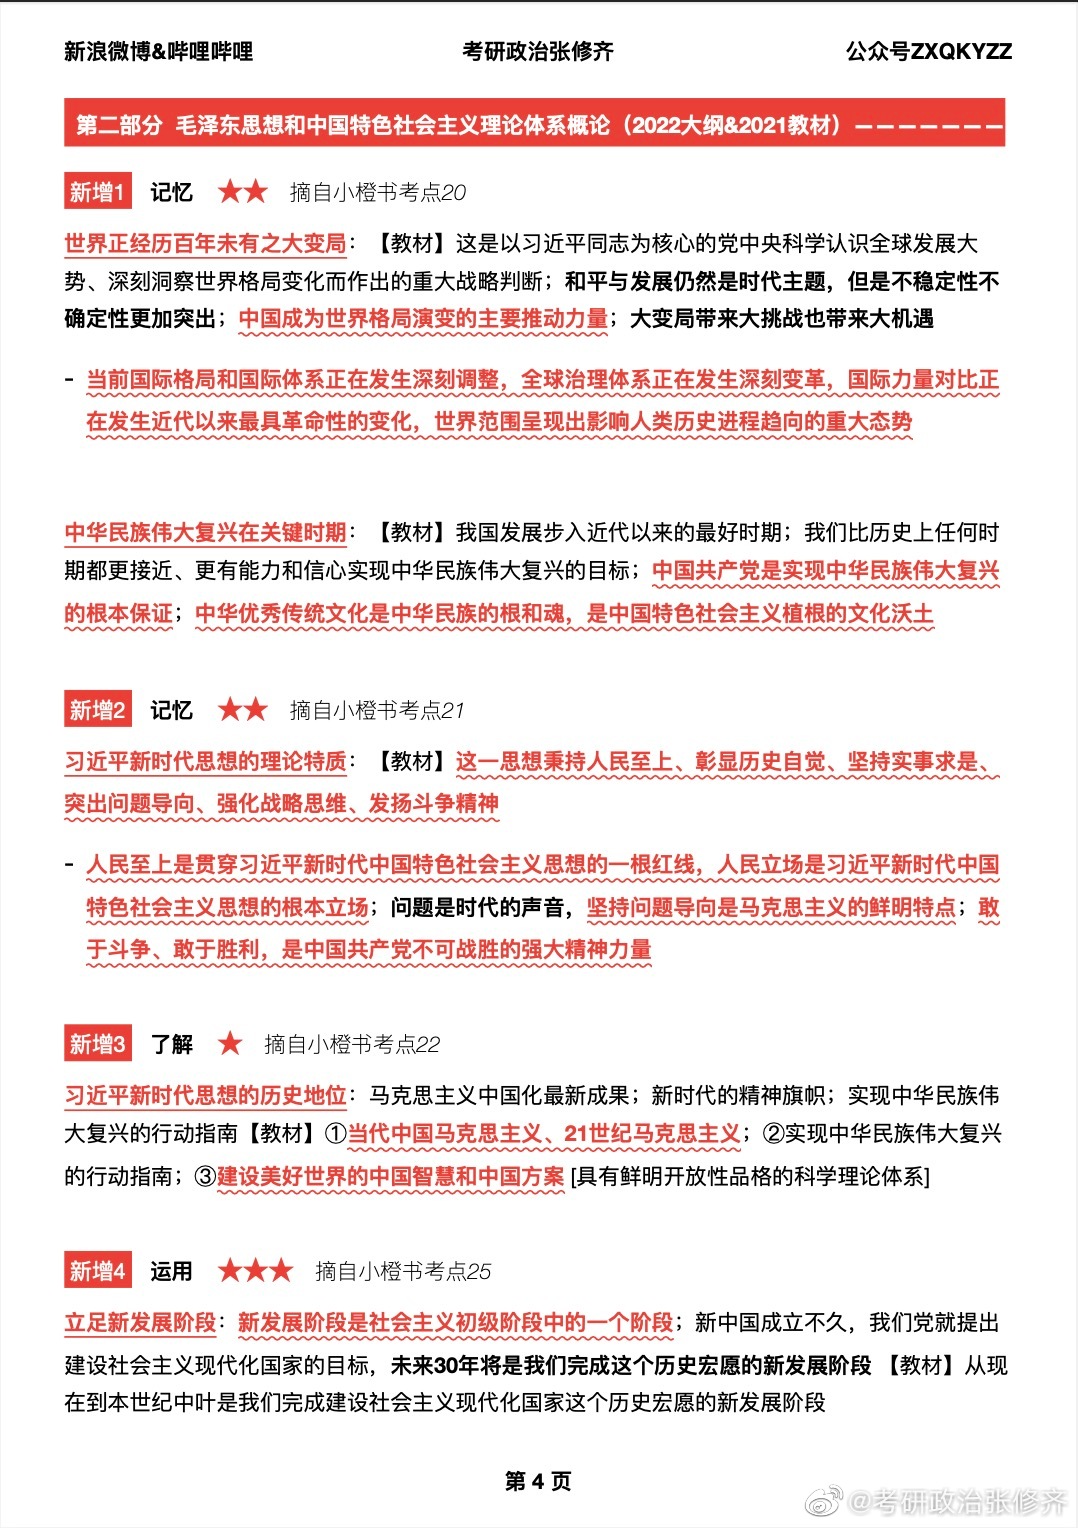 新浪微博&哔哩哔哩 考研政治张修齐 公众号ZXQKYZZ
第二部分 毛泽东思想和中国特色社会主义理论体系概论（2022大纲&2021教材）———————
新增1 记忆 ★★ 摘自小橙书考点20
世界正经历百年未有之大变局：【教材】这是以习近平同志为核心的党中央科学认识全球发展大
势、深刻洞察世界格局变化而作出的重大战略判断；和平与发展仍然是时代主题，但是不稳定性不
确定性更加突出；中国成为世界格局演变的主要推动力量；大变局带来大挑战也带来大机遇
- 当前国际格局和国际体系正在发生深刻调整，全球治理体系正在发生深刻变革，国际力量对比正
在发生近代以来最具革命性的变化，世界范围呈现出影响人类历史进程趋向的重大态势
中华民族伟大复兴在关键时期：【教材】我国发展步入近代以来的最好时期；我们比历史上任何时
期都更接近、更有能力和信心实现中华民族伟大复兴的目标；中国共产党是实现中华民族伟大复兴
的根本保证；中华优秀传统文化是中华民族的根和魂，是中国特色社会主义植根的文化沃土
新增2 记忆 ★★ 摘自小橙书考点21
习近平新时代思想的理论特质：【教材】这一思想秉持人民至上、彰显历史自觉、坚持实事求是、
突出问题导向、强化战略思维、发扬斗争精神
- 人民至上是贯穿习近平新时代中国特色社会主义思想的一根红线，人民立场是习近平新时代中国
特色社会主义思想的根本立场；问题是时代的声音，坚持问题导向是马克思主义的鲜明特点；敢
于斗争、敢于胜利，是中国共产党不可战胜的强大精神力量
新增3 了解 ★ 摘自小橙书考点22
习近平新时代思想的历史地位：马克思主义中国化最新成果；新时代的精神旗帜；实现中华民族伟
大复兴的行动指南【教材】①当代中国马克思主义、21世纪马克思主义；②实现中华民族伟大复兴
的行动指南；③建设美好世界的中国智慧和中国方案 [具有鲜明开放性品格的科学理论体系]
新增4 运用 ★★★ 摘自小橙书考点25
立足新发展阶段：新发展阶段是社会主义初级阶段中的一个阶段；新中国成立不久，我们党就提出
建设社会主义现代化国家的目标，未来30年将是我们完成这个历史宏愿的新发展阶段 【教材】从现
在到本世纪中叶是我们完成建设社会主义现代化国家这个历史宏愿的新发展阶段
第 4 页
@考研政治张修齐